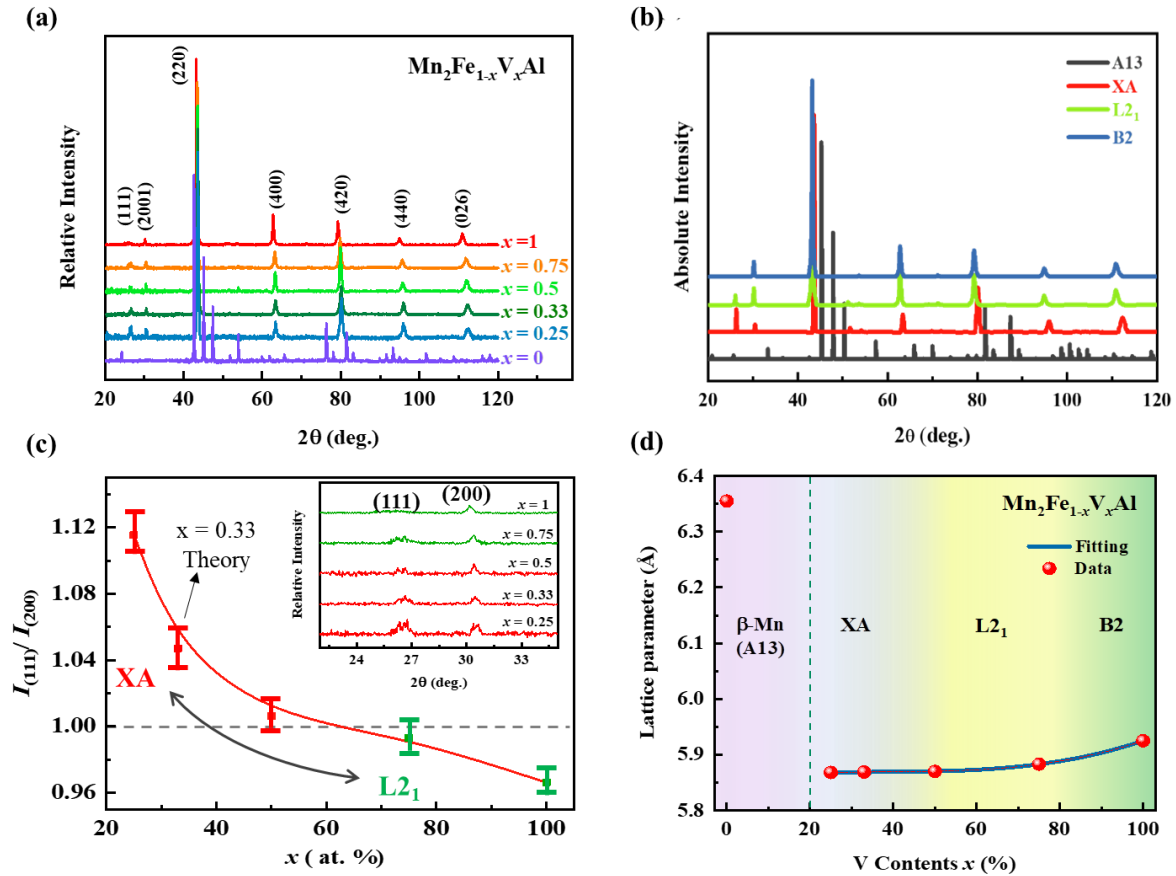 (a)
Mn₂Fe₁₋ₓVₓAl
(220)
(111)
(2001)
(400)
(420)
(440)
(026)
x =1
x = 0.75
x = 0.5
x = 0.33
x = 0.25
x = 0
Relative Intensity
20 40 60 80 100 120
2θ (deg.)
(b)
A13
XA
L2₁
B2
Absolute Intensity
20 40 60 80 100 120
2θ (deg.)
(c)
I(111)/ I(200)
1.12
1.08
1.04
1.00
0.96
x = 0.33
Theory
XA
L2₁
(111)
(200)
x = 1
x = 0.75
x = 0.5
x = 0.33
x = 0.25
Relative Intensity
24 27 30 33
2θ (deg.)
20 40 60 80 100
x ( at. %)
(d)
Lattice parameter (Å)
6.4
6.3
6.2
6.1
6.0
5.9
5.8
Mn₂Fe₁₋ₓVₓAl
Fitting
Data
β-Mn
(A13)
XA
L2₁
B2
0 20 40 60 80 100
V Contents x (%)